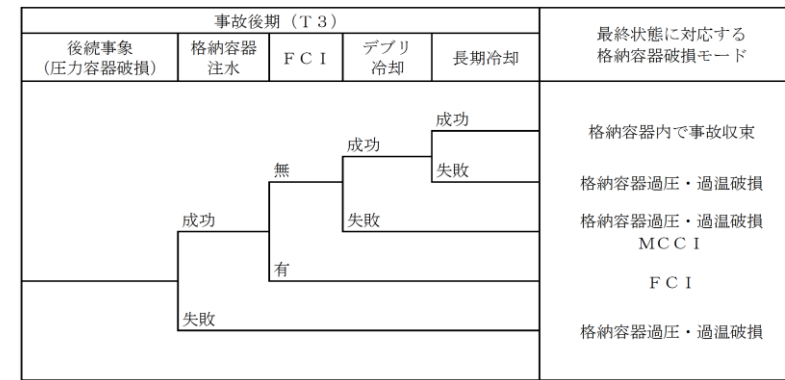 事故後期（Ｔ３）
最終状態に対応する
格納容器破損モード
後続事象
(圧力容器破損)
格納容器
注水
ＦＣＩ
デブリ
冷却
長期冷却
成功
格納容器内で事故収束
成功
無
失敗
格納容器過圧・過温破損
成功
失敗
格納容器過圧・過温破損
ＭＣＣＩ
有
ＦＣＩ
失敗
格納容器過圧・過温破損